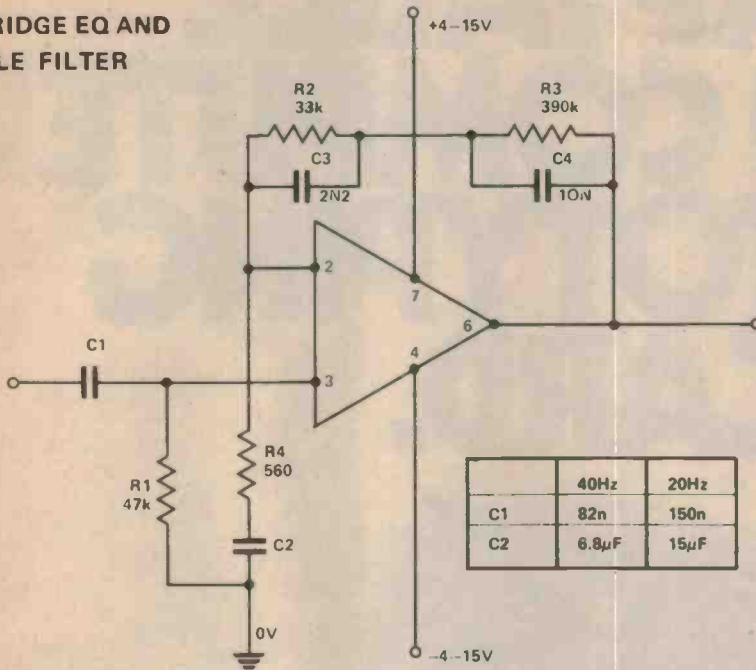 RIDGE EQ AND
LE FILTER
+4–15V
R2
33k
R3
390k
C3
2N2
C4
10N
2
7
6
4
3
C1
R4
560
R1
47k
C2
0V
–4–15V
40Hz 20Hz
C1 82n 150n
C2 6.8µF 15µF